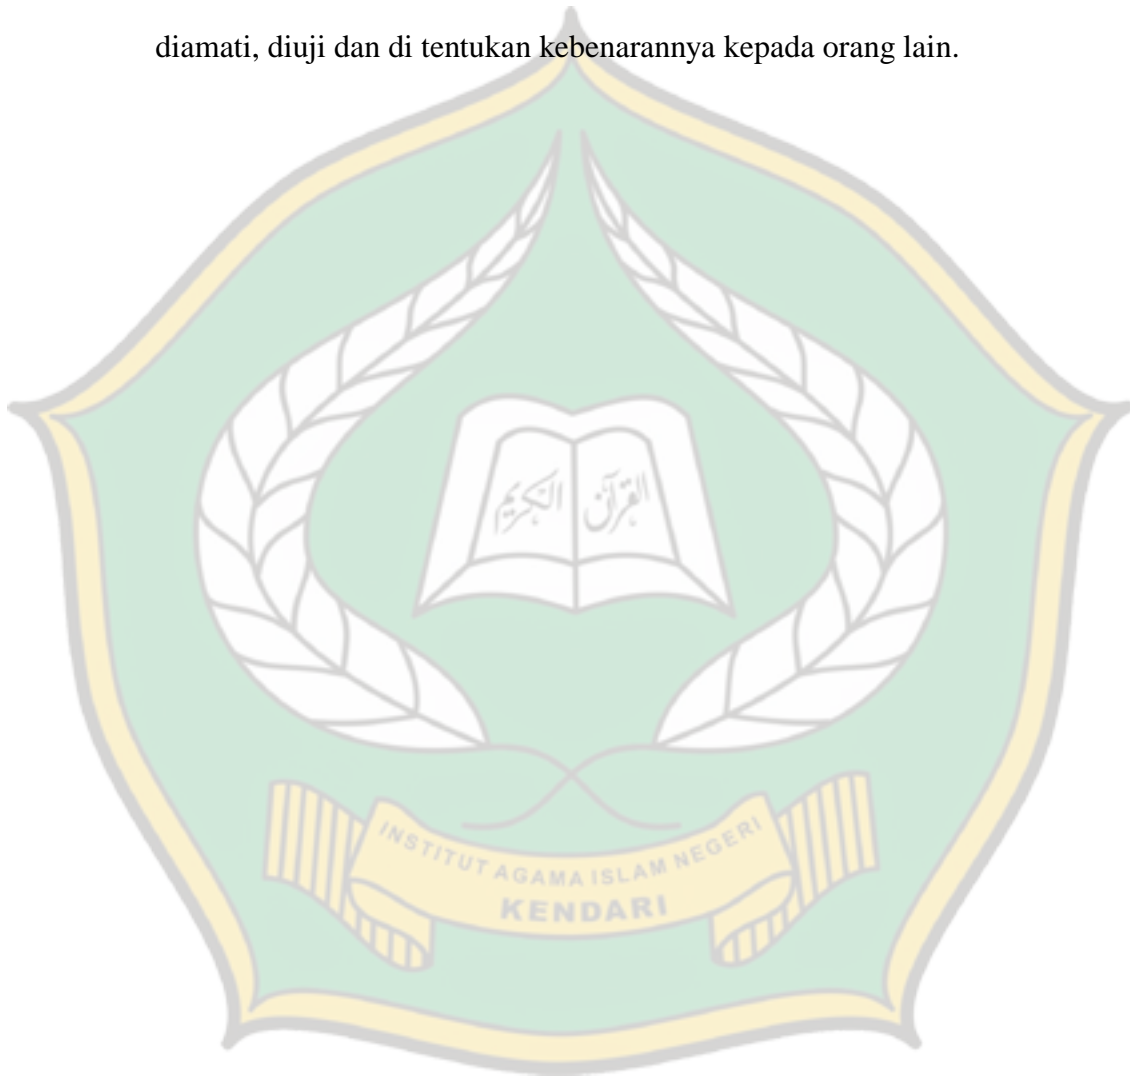 diamati, diuji dan di tentukan kebenarannya kepada orang lain.
القرآن الكريم
INSTITUT AGAMA ISLAM NEGERI
KENDARI